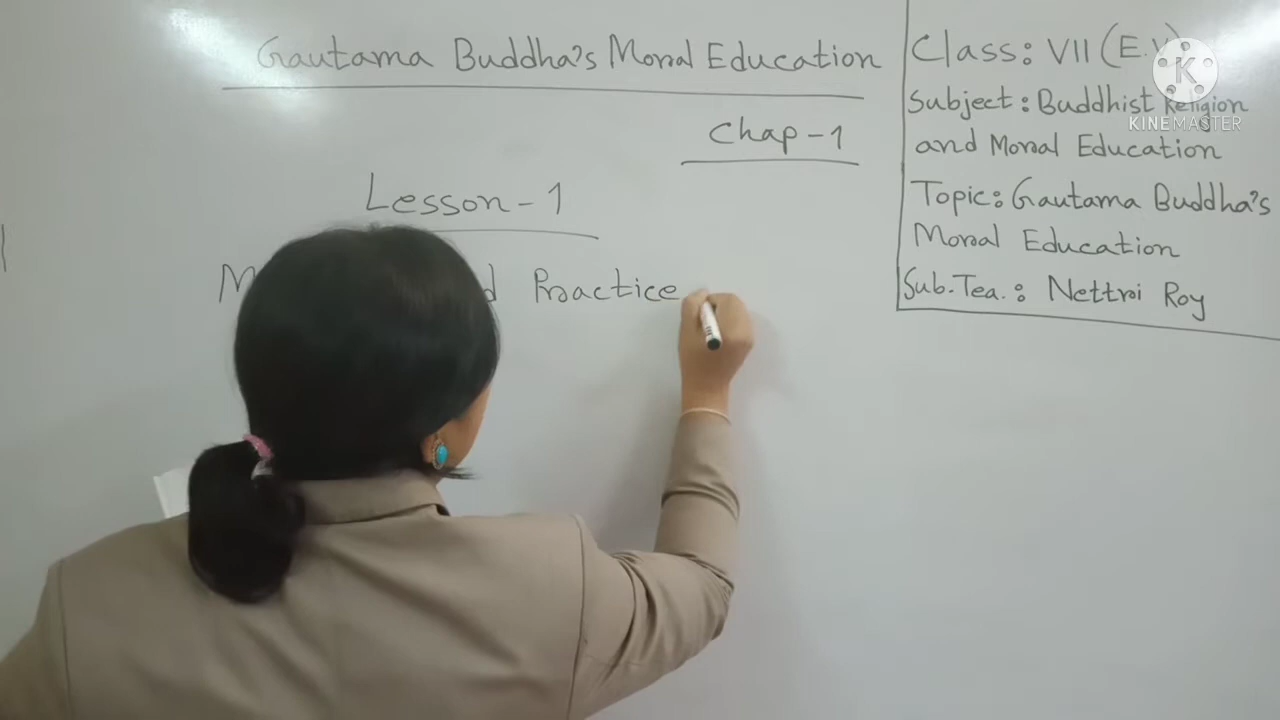 Gautama Buddha's Moral Education
Chap-1
Lesson-1
Practice
Class: VII (E.V)
Subject: Buddhist Religion
and Moral Education
Topic: Gautama Buddha's
Moral Education
Sub.Tea.: Nettroi Roy
K
KINEMASTER